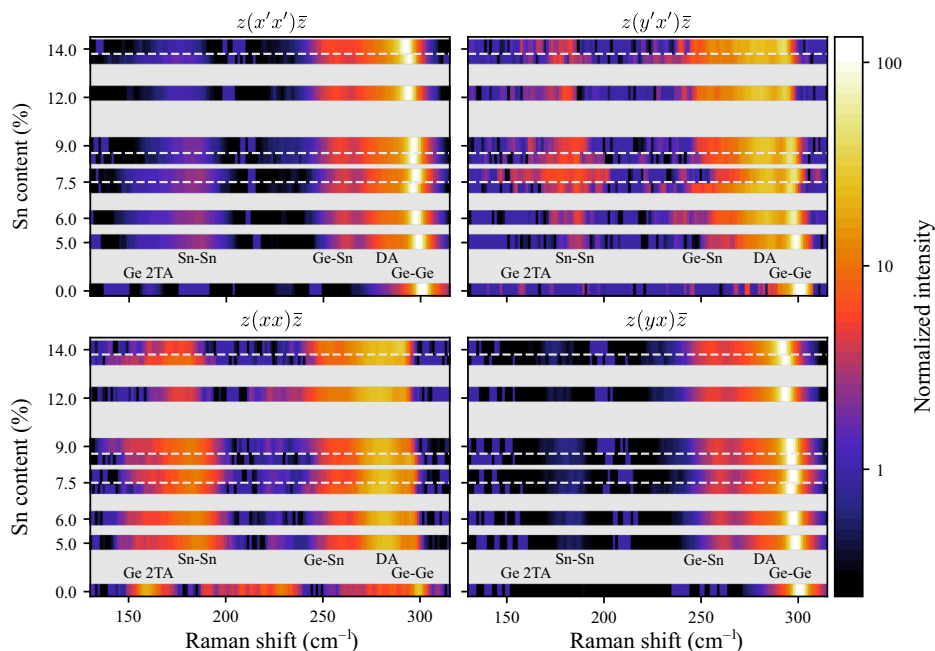 z(x′x′)z̄
z(y′x′)z̄
14.0
12.0
9.0
7.5
6.0
5.0
0.0
Sn content (%)
Ge 2TA
Sn-Sn
Ge-Sn
DA
Ge-Ge
Ge 2TA
Sn-Sn
Ge-Sn
DA
Ge-Ge
z(xx)z̄
z(yx)z̄
14.0
12.0
9.0
7.5
6.0
5.0
0.0
Sn content (%)
Sn-Sn
Ge 2TA
Ge-Sn
DA
Ge-Ge
Sn-Sn
Ge 2TA
Ge-Sn
DA
Ge-Ge
150 200 250 300
150 200 250 300
Raman shift (cm⁻¹)
Raman shift (cm⁻¹)
100
10
1
Normalized intensity